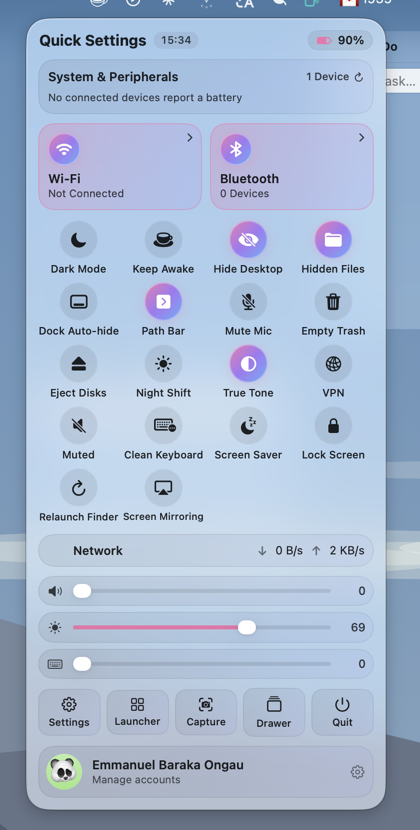 Quick Settings 15:34 90%
System & Peripherals 1 Device
No connected devices report a battery
Wi-Fi
Not Connected
Bluetooth
0 Devices
Dark Mode Keep Awake Hide Desktop Hidden Files
Dock Auto-hide Path Bar Mute Mic Empty Trash
Eject Disks Night Shift True Tone VPN
Muted Clean Keyboard Screen Saver Lock Screen
Relaunch Finder Screen Mirroring
Network ↓ 0 B/s ↑ 2 KB/s
0
69
0
Settings Launcher Capture Drawer Quit
Emmanuel Baraka Ongau
Manage accounts
ask...